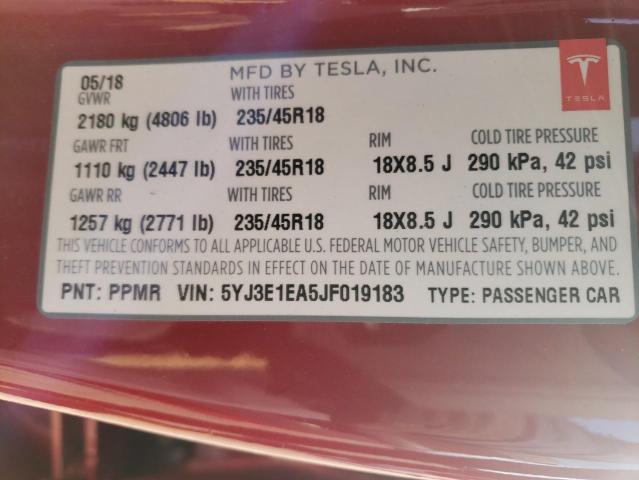 05/18 MFD BY TESLA, INC.
GVWR WITH TIRES
2180 kg (4806 lb) 235/45R18
GAWR FRT WITH TIRES RIM COLD TIRE PRESSURE
1110 kg (2447 lb) 235/45R18 18X8.5 J 290 kPa, 42 psi
GAWR RR WITH TIRES RIM COLD TIRE PRESSURE
1257 kg (2771 lb) 235/45R18 18X8.5 J 290 kPa, 42 psi
THIS VEHICLE CONFORMS TO ALL APPLICABLE U.S. FEDERAL MOTOR VEHICLE SAFETY, BUMPER, AND
THEFT PREVENTION STANDARDS IN EFFECT ON THE DATE OF MANUFACTURE SHOWN ABOVE.
PNT: PPMR VIN: 5YJ3E1EA5JF019183 TYPE: PASSENGER CAR
TESLA